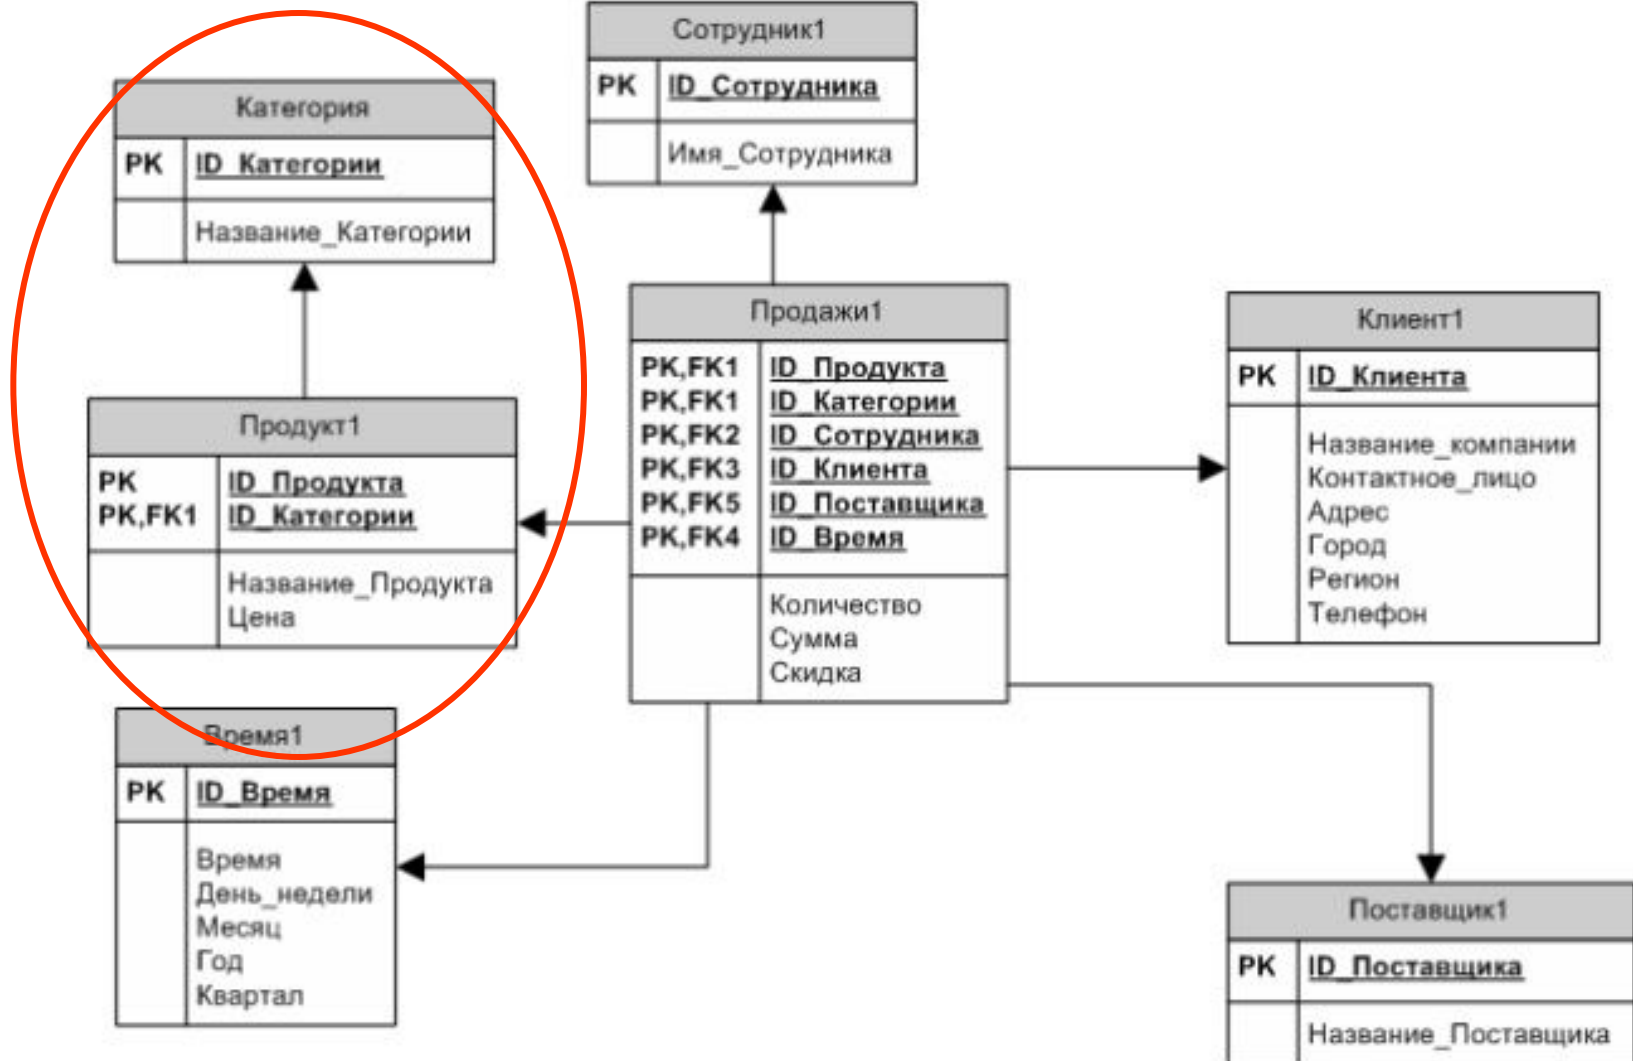 Сотрудник1
PK ID_Сотрудника
Имя_Сотрудника
Категория
PK ID_Категории
Название_Категории
Продажи1
PK,FK1 ID_Продукта
PK,FK1 ID_Категории
PK,FK2 ID_Сотрудника
PK,FK3 ID_Клиента
PK,FK5 ID_Поставщика
PK,FK4 ID_Время
Количество
Сумма
Скидка
Клиент1
PK ID_Клиента
Название_компании
Контактное_лицо
Адрес
Город
Регион
Телефон
Продукт1
PK ID_Продукта
PK,FK1 ID_Категории
Название_Продукта
Цена
Время1
PK ID_Время
Время
День_недели
Месяц
Год
Квартал
Поставщик1
PK ID_Поставщика
Название_Поставщика